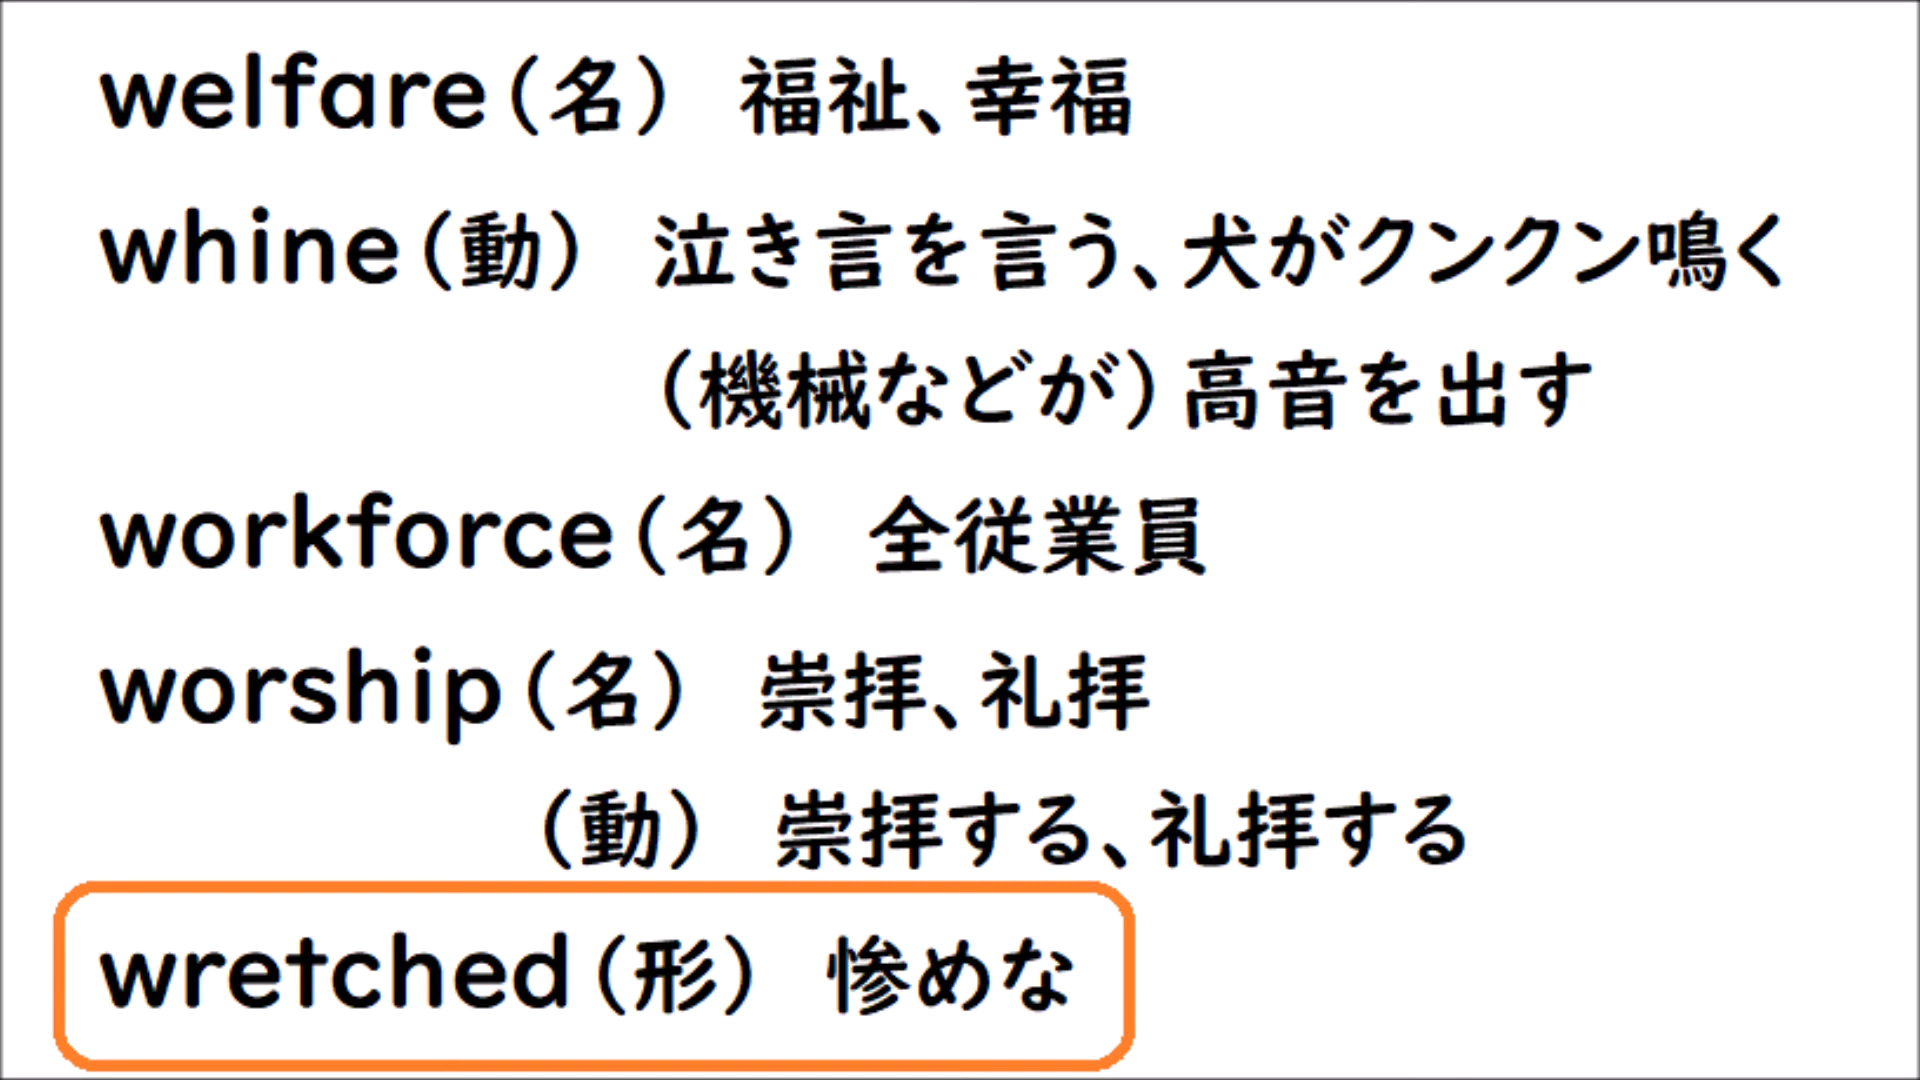 welfare（名） 福祉、幸福
whine（動） 泣き言を言う、犬がクンクン鳴く
（機械などが）高音を出す
workforce（名） 全従業員
worship（名） 崇拝、礼拝
（動） 崇拝する、礼拝する
wretched（形） 惨めな